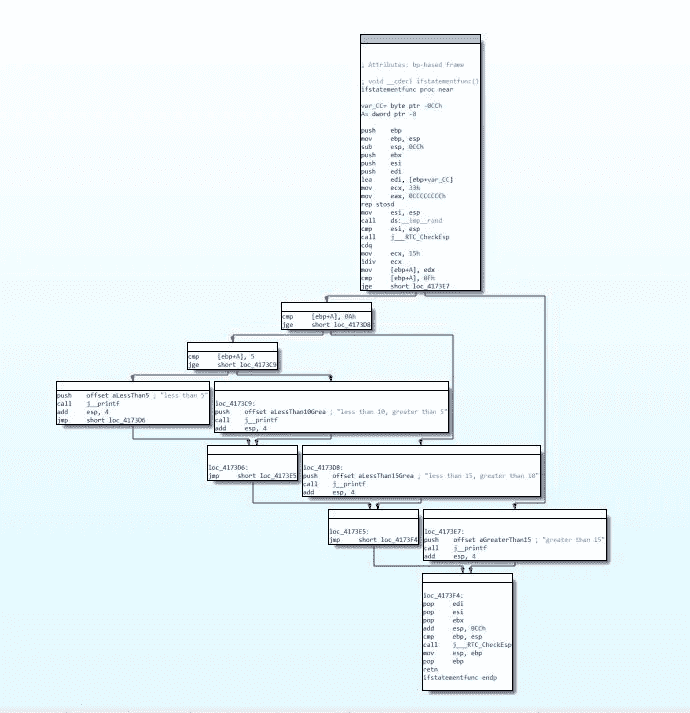 ; Attributes: bp-based frame
; void __cdecl ifstatementfunc()
ifstatementfunc proc near
var_CC= byte ptr -0CCh
A= dword ptr -8
push ebp
mov ebp, esp
sub esp, 0CCh
push ebx
push esi
push edi
lea edi, [ebp+var_CC]
mov ecx, 33h
mov eax, 0CCCCCCCCh
rep stosd
mov esi, esp
call ds:__imp__rand
cmp esi, esp
call j___RTC_CheckEsp
cdq
mov ecx, 15h
idiv ecx
mov [ebp+A], edx
cmp [ebp+A], 0Fh
jge short loc_4173E7
cmp [ebp+A], 0Ah
jge short loc_4173D8
cmp [ebp+A], 5
jge short loc_4173C9
push offset aLessThan5 ; "less than 5"
call j__printf
add esp, 4
jmp short loc_4173D6
loc_4173C9:
push offset aLessThan10Grea ; "less than 10, greater than 5"
call j__printf
add esp, 4
loc_4173D6:
jmp short loc_4173E5
loc_4173D8:
push offset aLessThan15Grea ; "less than 15, greater than 10"
call j__printf
add esp, 4
loc_4173E5:
jmp short loc_4173F4
loc_4173E7:
push offset aGreaterThan15 ; "greater than 15"
call j__printf
add esp, 4
loc_4173F4:
pop edi
pop esi
pop ebx
add esp, 0CCh
cmp ebp, esp
call j___RTC_CheckEsp
mov esp, ebp
pop ebp
retn
ifstatementfunc endp